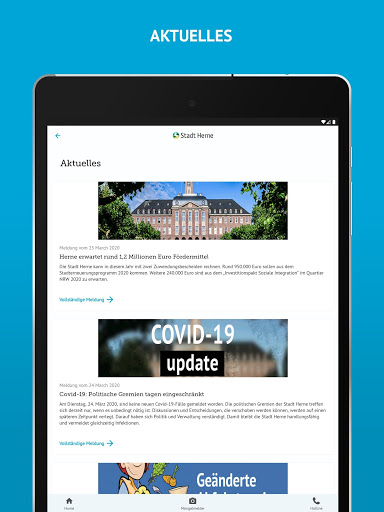 AKTUELLES
Stadt Herne
Aktuelles
Meldung vom 23 March 2020
Herne erwartet rund 1,2 Millionen Euro Fördermittel
Die Stadt Herne kann in diesem Jahr mit zwei Zuwendungsbescheiden rechnen. Rund 950.000 Euro sollen aus dem
Stadterneuerungsprogramm 2020 kommen. Weitere 240.000 Euro sind aus dem „Investitionspakt Soziale Integration“ im Quartier
NRW 2020 zu erwarten.
Vollständige Meldung
COVID-19
update
Meldung vom 24 March 2020
Covid-19: Politische Gremien tagen eingeschränkt
Am Dienstag, 24. März 2020, sind keine neuen Covid-19-Fälle gemeldet worden. Die politischen Gremien der Stadt Herne treffen
sich derzeit nur, wenn es unbedingt nötig ist. Diskussionen und Entscheidungen, die verschoben werden können, werden auf einen
späteren Zeitpunkt verlegt. Darauf haben sich Politik und Verwaltung verständigt. Damit bleibt die Stadt Herne handlungsfähig
und vermeidet gleichzeitig Infektionen.
Vollständige Meldung
Geänderte
Home
Mängelmelder
Hotline